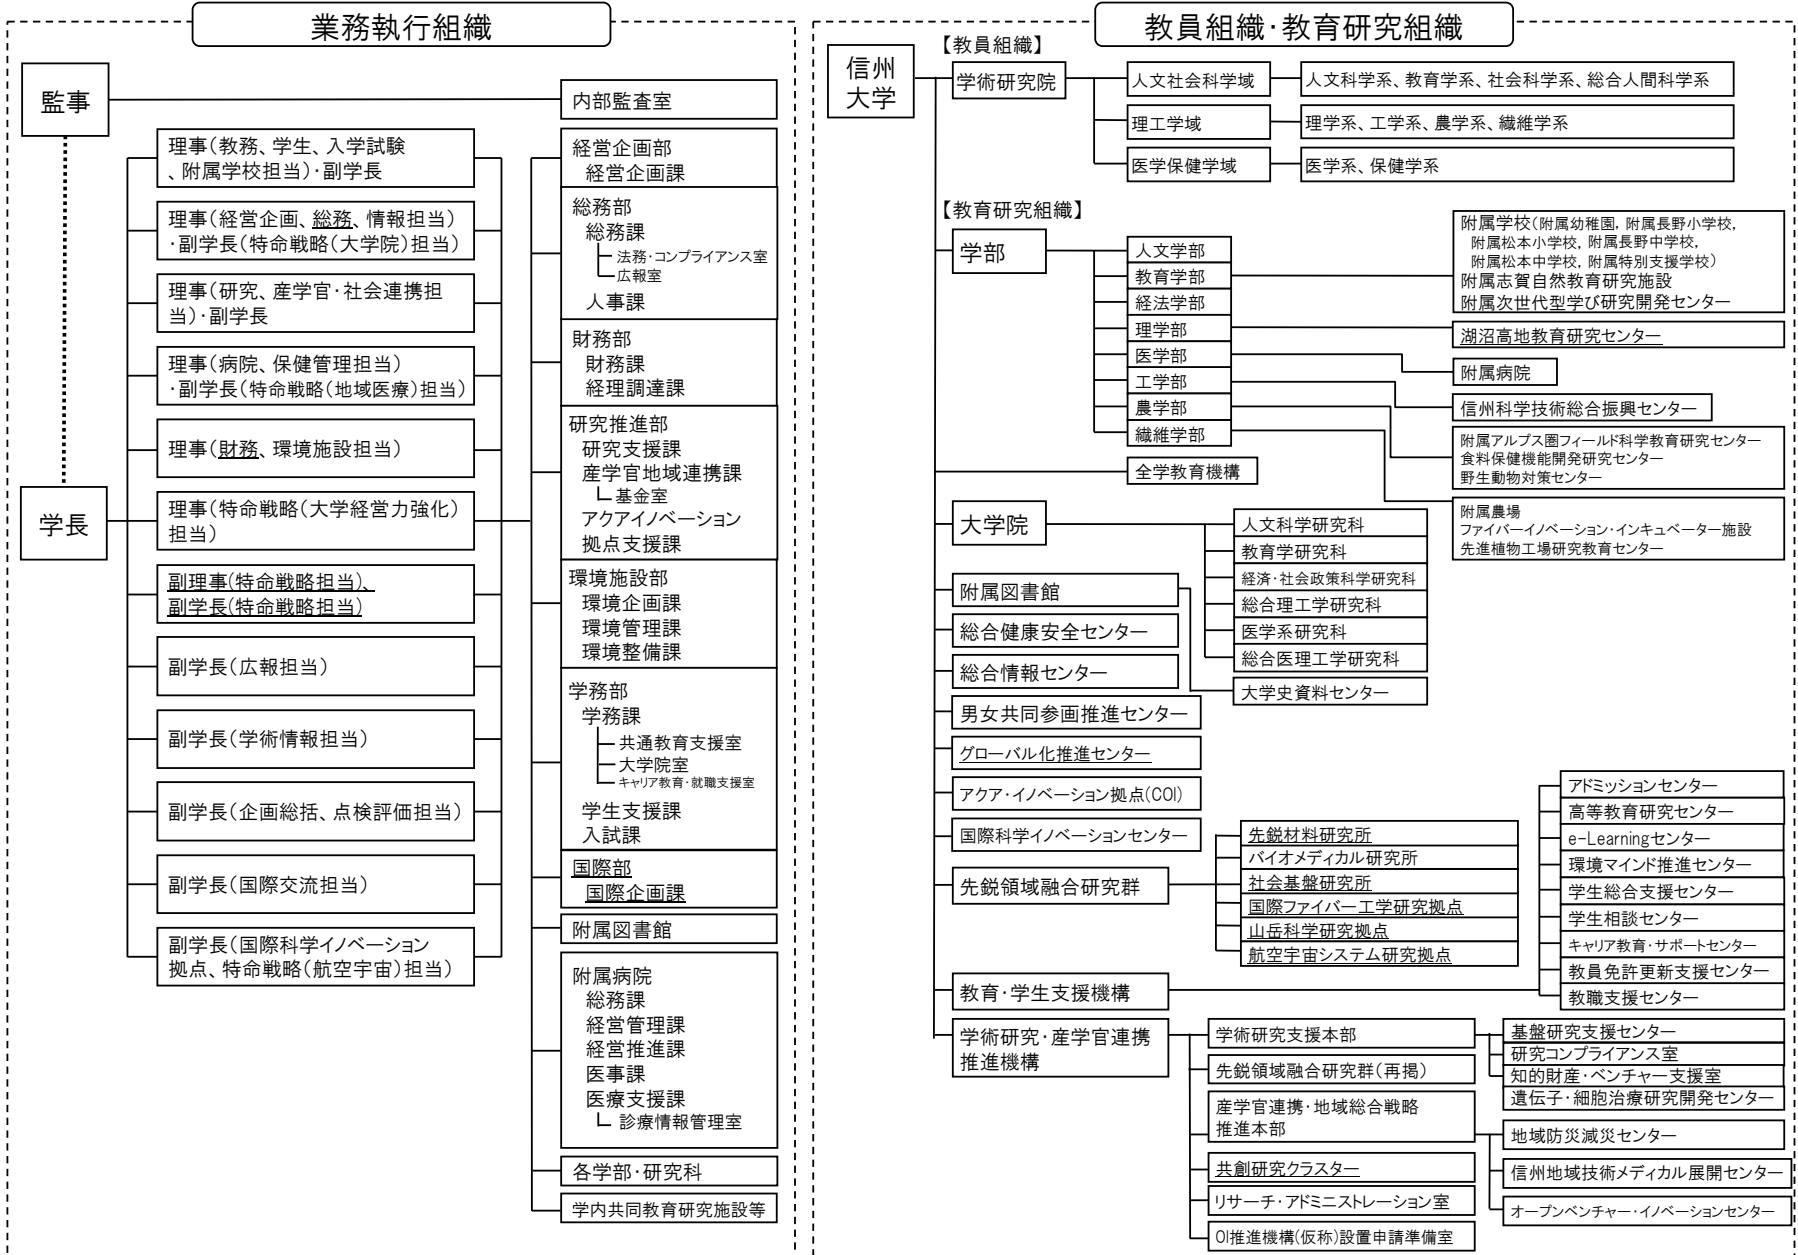 業務執行組織
監事
内部監査室
学長
理事(教務、学生、入学試験
、附属学校担当)・副学長
理事(経営企画、総務、情報担当)
・副学長(特命戦略(大学院)担当)
理事(研究、産学官・社会連携担
当)・副学長
理事(病院、保健管理担当)
・副学長(特命戦略(地域医療)担当)
理事(財務、環境施設担当)
理事(特命戦略(大学経営力強化)
担当)
副理事(特命戦略担当)、
副学長(特命戦略担当)
副学長(広報担当)
副学長(学術情報担当)
副学長(企画総括、点検評価担当)
副学長(国際交流担当)
副学長(国際科学イノベーション
拠点、特命戦略(航空宇宙)担当)
経営企画部
経営企画課
総務部
総務課
法務・コンプライアンス室
広報室
人事課
財務部
財務課
経理調達課
研究推進部
研究支援課
産学官地域連携課
基金室
アクアイノベーション
拠点支援課
環境施設部
環境企画課
環境管理課
環境整備課
学務部
学務課
共通教育支援室
大学院室
キャリア教育・就職支援室
学生支援課
入試課
国際部
国際企画課
附属図書館
附属病院
総務課
経営管理課
経営推進課
医事課
医療支援課
診療情報管理室
各学部・研究科
学内共同教育研究施設等
教員組織・教育研究組織
信州
大学
【教員組織】
学術研究院
人文社会科学域
人文科学系、教育学系、社会科学系、総合人間科学系
理工学域
理学系、工学系、農学系、繊維学系
医学保健学域
医学系、保健学系
【教育研究組織】
学部
人文学部
教育学部
経法学部
理学部
医学部
工学部
農学部
繊維学部
附属学校(附属幼稚園, 附属長野小学校,
附属松本小学校, 附属長野中学校,
附属松本中学校, 附属特別支援学校)
附属志賀自然教育研究施設
附属次世代型学び研究開発センター
湖沼高地教育研究センター
附属病院
信州科学技術総合振興センター
附属アルプス圏フィールド科学教育研究センター
食料保健機能開発研究センター
野生動物対策センター
附属農場
ファイバーイノベーション・インキュベーター施設
先進植物工場研究教育センター
全学教育機構
大学院
人文科学研究科
教育学研究科
経済・社会政策科学研究科
総合理工学研究科
医学系研究科
総合医理工学研究科
附属図書館
大学史資料センター
総合健康安全センター
総合情報センター
男女共同参画推進センター
グローバル化推進センター
アクア・イノベーション拠点(COI)
国際科学イノベーションセンター
先鋭領域融合研究群
先鋭材料研究所
バイオメディカル研究所
社会基盤研究所
国際ファイバー工学研究拠点
山岳科学研究拠点
航空宇宙システム研究拠点
教育・学生支援機構
アドミッションセンター
高等教育研究センター
e-Learningセンター
環境マインド推進センター
学生総合支援センター
学生相談センター
キャリア教育・サポートセンター
教員免許更新支援センター
教職支援センター
学術研究・産学官連携
推進機構
学術研究支援本部
基盤研究支援センター
研究コンプライアンス室
知的財産・ベンチャー支援室
遺伝子・細胞治療研究開発センター
先鋭領域融合研究群(再掲)
産学官連携・地域総合戦略
推進本部
地域防災減災センター
信州地域技術メディカル展開センター
オープンベンチャー・イノベーションセンター
共創研究クラスター
リサーチ・アドミニストレーション室
OI推進機構(仮称)設置申請準備室